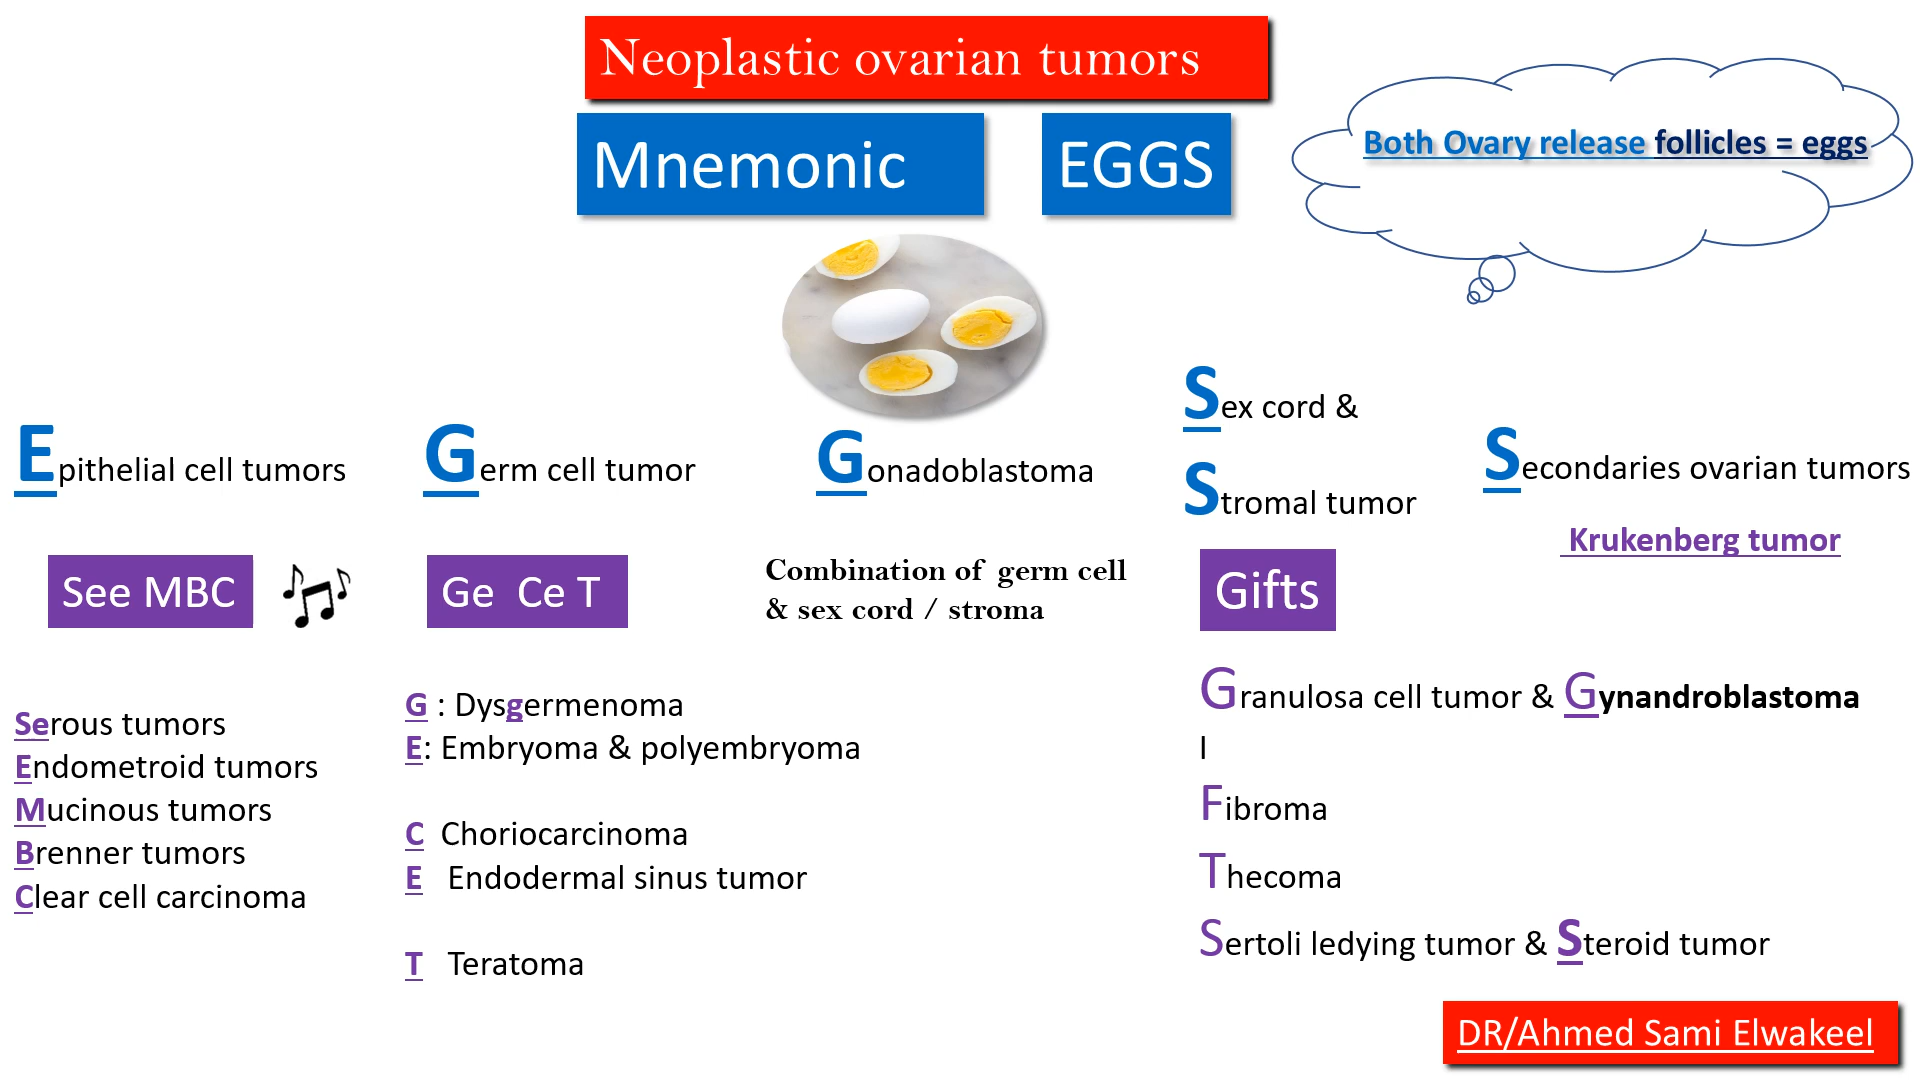 Neoplastic ovarian tumors
Mnemonic
EGGS
Both Ovary release follicles = eggs
Epithelial cell tumors
See MBC
Serous tumors
Endometroid tumors
Mucinous tumors
Brenner tumors
Clear cell carcinoma
Germ cell tumor
Ge Ce T
G : Dysgermenoma
E: Embryoma & polyembryoma
C Choriocarcinoma
E Endodermal sinus tumor
T Teratoma
Gonadoblastoma
Combination of germ cell
& sex cord / stroma
Sex cord &
Stromal tumor
Gifts
Granulosa cell tumor & Gynandroblastoma
I
Fibroma
Thecoma
Sertoli ledying tumor & Steroid tumor
Secondaries ovarian tumors
Krukenberg tumor
DR/Ahmed Sami Elwakeel